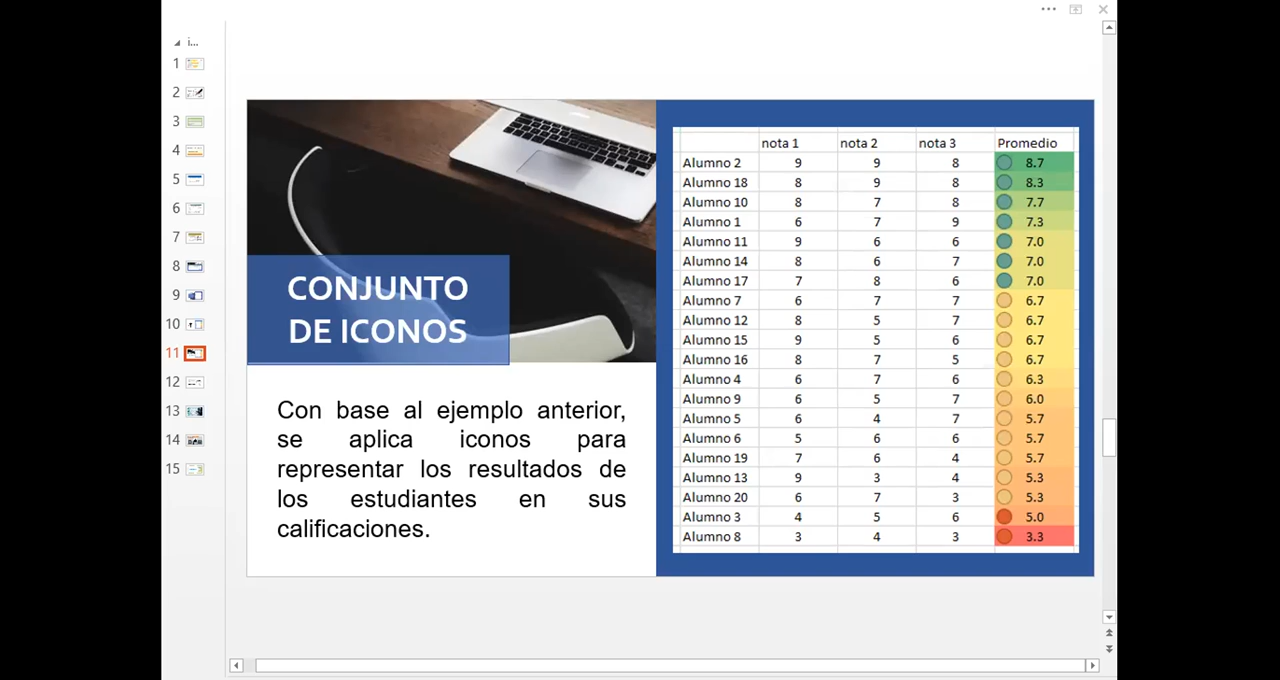 i...
1
2
3
4
5
6
7
8
9
10
11
12
13
14
15
CONJUNTO
DE ICONOS
Con base al ejemplo anterior,
se aplica iconos para
representar los resultados de
los estudiantes en sus
calificaciones.
nota 1 nota 2 nota 3 Promedio
Alumno 2 9 9 8 8.7
Alumno 18 8 9 8 8.3
Alumno 10 8 7 8 7.7
Alumno 1 6 7 9 7.3
Alumno 11 9 6 6 7.0
Alumno 14 8 6 7 7.0
Alumno 17 7 8 6 7.0
Alumno 7 6 7 7 6.7
Alumno 12 8 5 7 6.7
Alumno 15 9 5 6 6.7
Alumno 16 8 7 5 6.7
Alumno 4 6 7 6 6.3
Alumno 9 6 5 7 6.0
Alumno 5 6 4 7 5.7
Alumno 6 5 6 6 5.7
Alumno 19 7 6 4 5.7
Alumno 13 9 3 4 5.3
Alumno 20 6 7 3 5.3
Alumno 3 4 5 6 5.0
Alumno 8 3 4 3 3.3